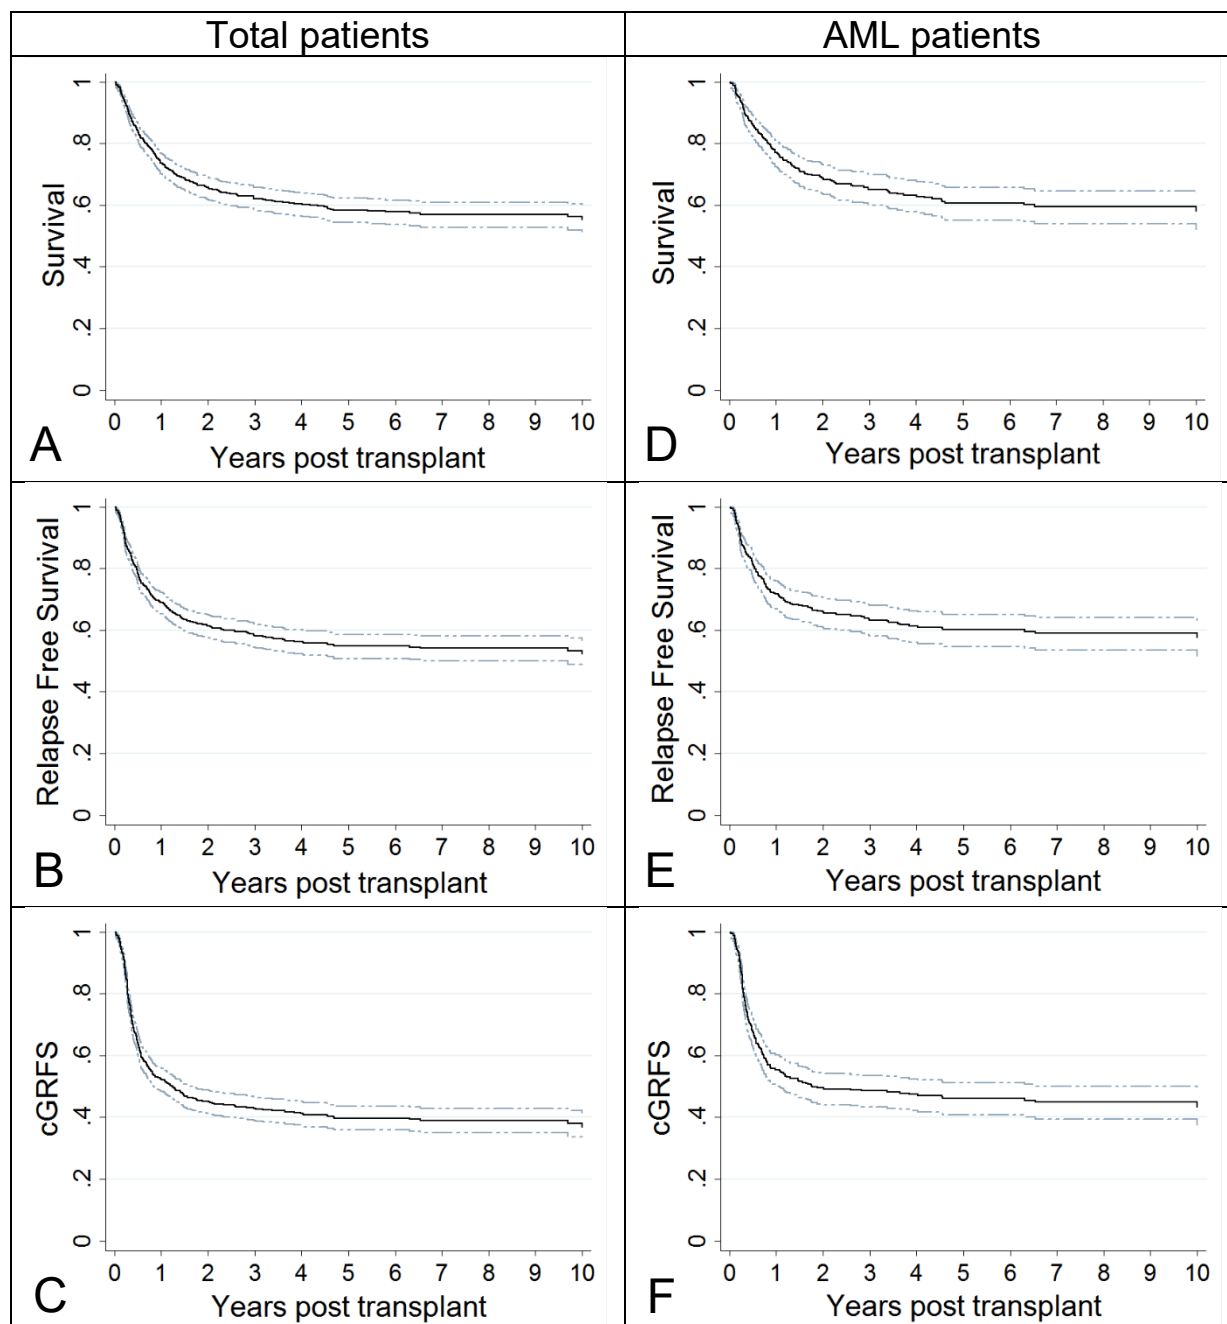 Total patients
AML patients
Survival
1
.8
.6
.4
.2
0
0 1 2 3 4 5 6 7 8 9 10
Years post transplant
A
Survival
1
.8
.6
.4
.2
0
0 1 2 3 4 5 6 7 8 9 10
Years post transplant
D
Relapse Free Survival
1
.8
.6
.4
.2
0
0 1 2 3 4 5 6 7 8 9 10
Years post transplant
B
Relapse Free Survival
1
.8
.6
.4
.2
0
0 1 2 3 4 5 6 7 8 9 10
Years post transplant
E
cGRFS
1
.8
.6
.4
.2
0
0 1 2 3 4 5 6 7 8 9 10
Years post transplant
C
cGRFS
1
.8
.6
.4
.2
0
0 1 2 3 4 5 6 7 8 9 10
Years post transplant
F